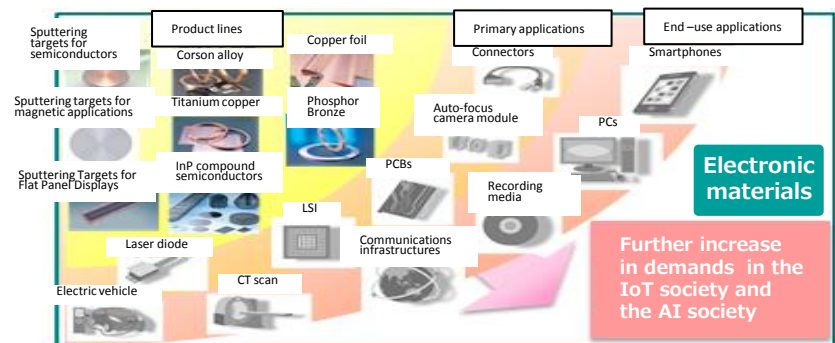 Product lines
Primary applications
End –use applications
Sputtering
targets for
semiconductors
Corson alloy
Copper foil
Connectors
Smartphones
Sputtering targets for
magnetic applications
Titanium copper
Phosphor
Bronze
Auto-focus
camera module
PCs
Sputtering Targets for
Flat Panel Displays
InP compound
semiconductors
PCBs
Recording
media
Electronic
materials
LSI
Laser diode
Communications
infrastructures
Electric vehicle
CT scan
Further increase
in demands in the
IoT society and
the AI society